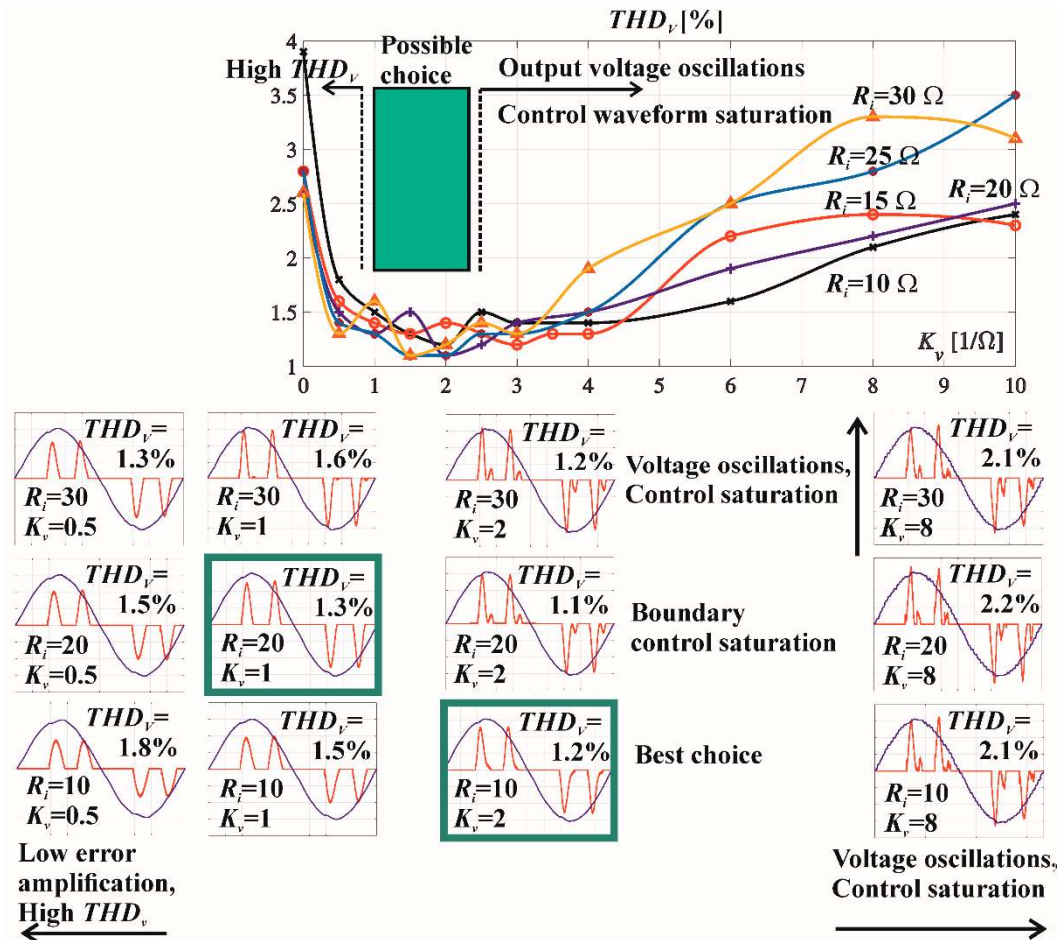 THD_v [%]
4
3.5
3
2.5
2
1.5
1
High THD_v
Possible
choice
Output voltage oscillations
Control waveform saturation
R_i=30 Ω
R_i=25 Ω
R_i=20 Ω
R_i=15 Ω
R_i=10 Ω
K_v [1/Ω]
0 1 2 3 4 5 6 7 8 9 10
THD_V=
1.3%
R_i=30
K_v=0.5
THD_V=
1.6%
R_i=30
K_v=1
THD_V=
1.2%
R_i=30
K_v=2
Voltage oscillations,
Control saturation
THD_V=
2.1%
R_i=30
K_v=8
THD_V=
1.5%
R_i=20
K_v=0.5
THD_V=
1.3%
R_i=20
K_v=1
THD_V=
1.1%
R_i=20
K_v=2
Boundary
control saturation
THD_V=
2.2%
R_i=20
K_v=8
THD_V=
1.8%
R_i=10
K_v=0.5
THD_V=
1.5%
R_i=10
K_v=1
THD_V=
1.2%
R_i=10
K_v=2
Best choice
THD_V=
2.1%
R_i=10
K_v=8
Low error
amplification,
High THD_v
Voltage oscillations,
Control saturation